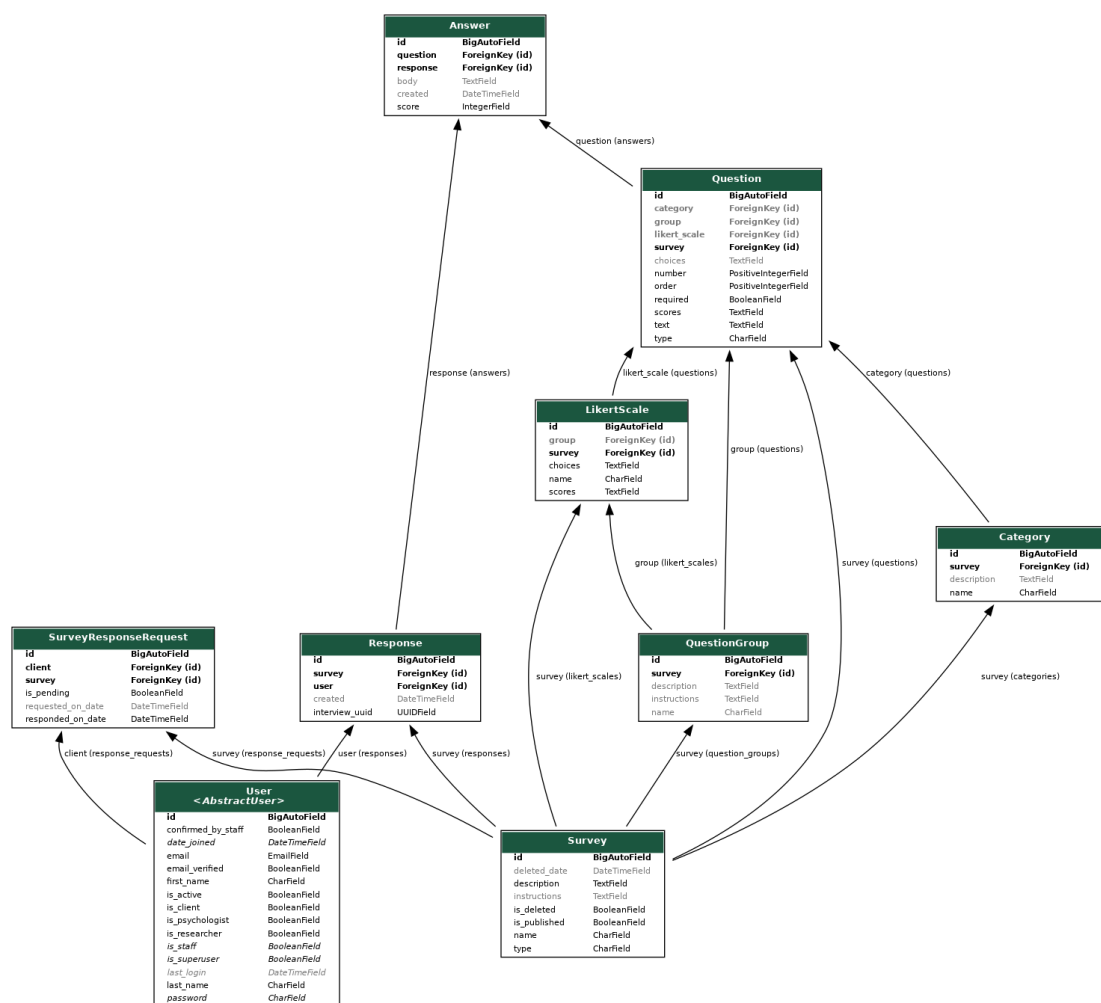 Answer
id BigAutoField
question ForeignKey (id)
response ForeignKey (id)
body TextField
created DateTimeField
score IntegerField
question (answers)
Question
id BigAutoField
category ForeignKey (id)
group ForeignKey (id)
likert_scale ForeignKey (id)
survey ForeignKey (id)
choices TextField
number PositiveIntegerField
order PositiveIntegerField
required BooleanField
scores TextField
text TextField
type CharField
response (answers)
likert_scale (questions)
category (questions)
LikertScale
id BigAutoField
group ForeignKey (id)
survey ForeignKey (id)
choices TextField
name CharField
scores TextField
group (questions)
Category
id BigAutoField
survey ForeignKey (id)
description TextField
name CharField
group (likert_scales)
survey (questions)
SurveyResponseRequest
id BigAutoField
client ForeignKey (id)
survey ForeignKey (id)
is_pending BooleanField
requested_on_date DateTimeField
responded_on_date DateTimeField
Response
id BigAutoField
survey ForeignKey (id)
user ForeignKey (id)
created DateTimeField
interview_uuid UUIDField
survey (likert_scales)
QuestionGroup
id BigAutoField
survey ForeignKey (id)
description TextField
instructions TextField
name CharField
survey (categories)
client (response_requests)
survey (response_requests)
user (responses)
survey (responses)
survey (question_groups)
User
<AbstractUser>
id BigAutoField
confirmed_by_staff BooleanField
date_joined DateTimeField
email EmailField
email_verified BooleanField
first_name CharField
is_active BooleanField
is_client BooleanField
is_psychologist BooleanField
is_researcher BooleanField
is_staff BooleanField
is_superuser BooleanField
last_login DateTimeField
last_name CharField
password CharField
Survey
id BigAutoField
deleted_date DateTimeField
description TextField
instructions TextField
is_deleted BooleanField
is_published BooleanField
name CharField
type CharField